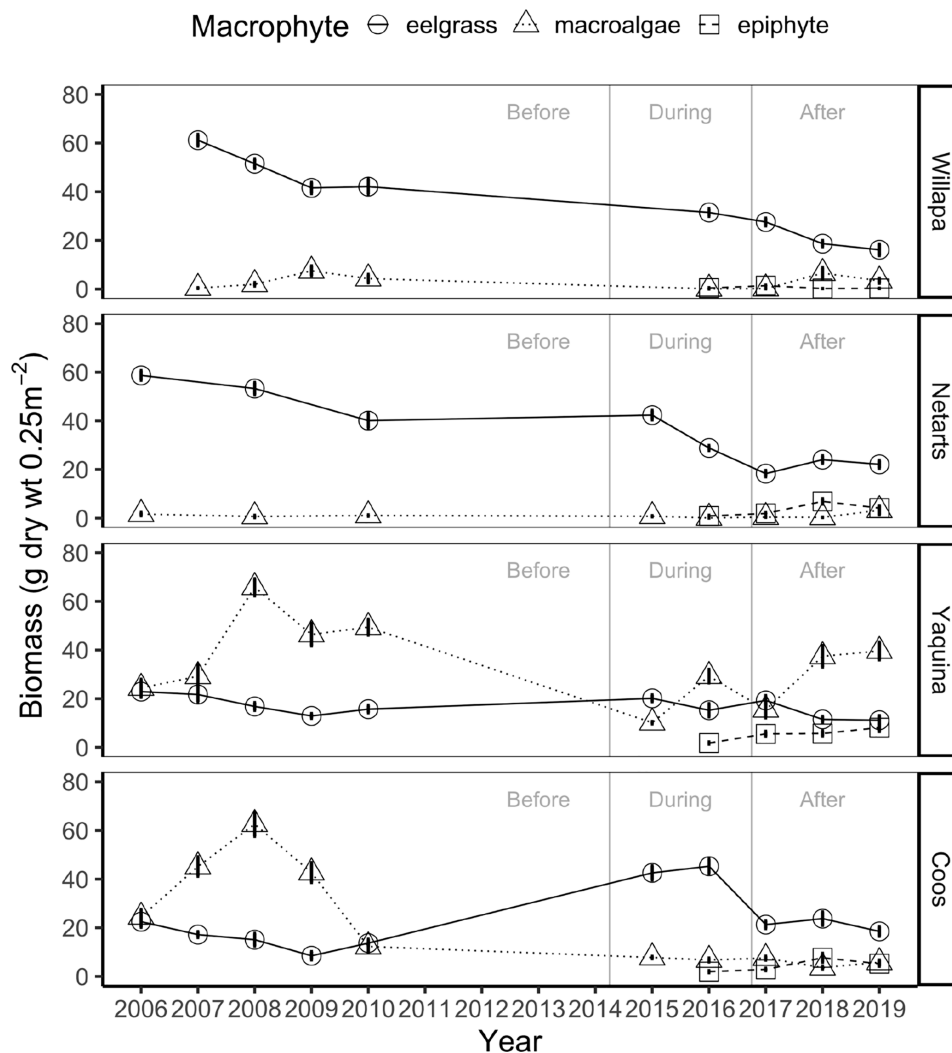 Macrophyte eelgrass macroalgae epiphyte
Biomass (g dry wt 0.25m⁻²)
80
60
40
20
0
Before During After
Willapa
80
60
40
20
0
Before During After
Netarts
80
60
40
20
0
Before During After
Yaquina
80
60
40
20
0
Before During After
Coos
2006 2007 2008 2009 2010 2011 2012 2013 2014 2015 2016 2017 2018 2019
Year